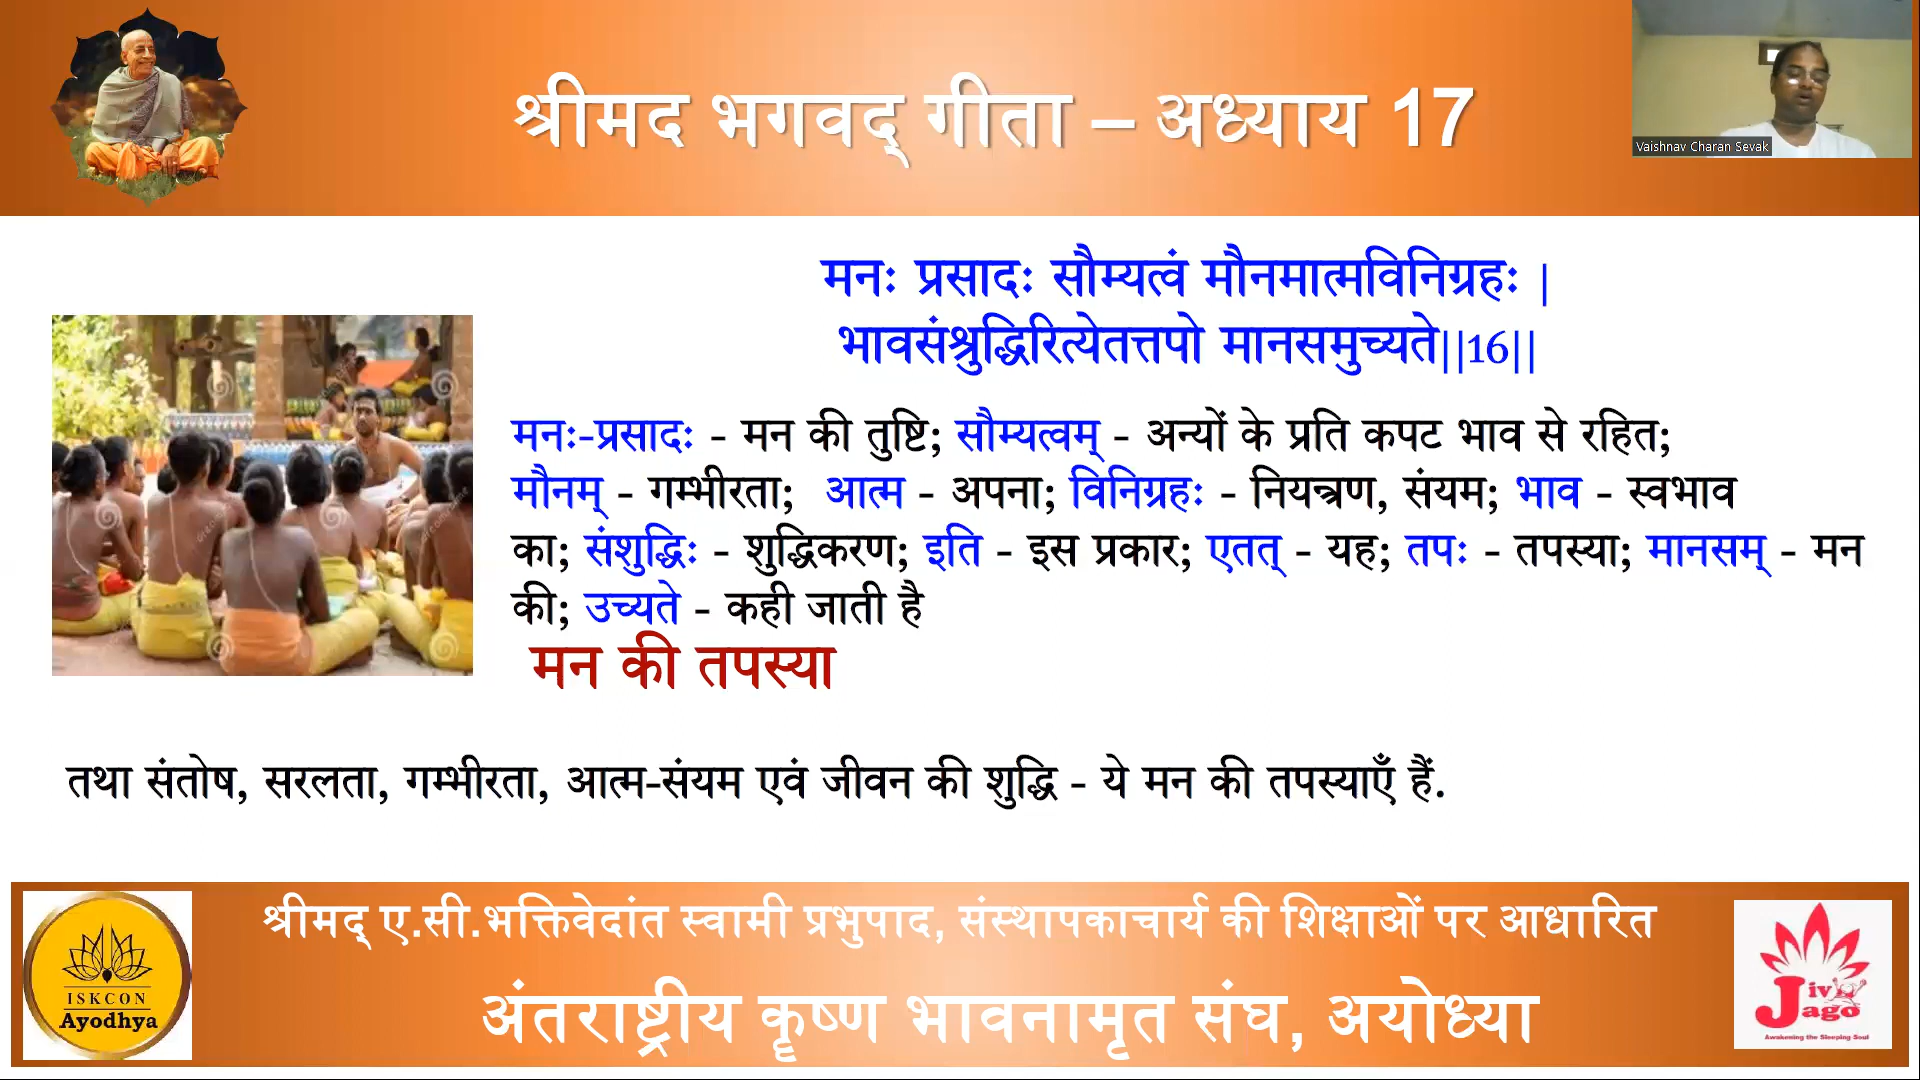 श्रीमद भगवद् गीता – अध्याय 17
Vaishnav Charan Sevak
मनः प्रसादः सौम्यत्वं मौनमात्मविनिग्रहः |
भावसंश्रुद्धिरित्येतत्तपो मानसमुच्यते||16||
मनः-प्रसादः - मन की तुष्टि; सौम्यत्वम् - अन्यों के प्रति कपट भाव से रहित;
मौनम् - गम्भीरता; आत्म - अपना; विनिग्रहः - नियन्त्रण, संयम; भाव - स्वभाव
का; संशुद्धिः - शुद्धिकरण; इति - इस प्रकार; एतत् - यह; तपः - तपस्या; मानसम् - मन
की; उच्यते - कही जाती है
मन की तपस्या
तथा संतोष, सरलता, गम्भीरता, आत्म-संयम एवं जीवन की शुद्धि - ये मन की तपस्याएँ हैं.
श्रीमद् ए.सी.भक्तिवेदांत स्वामी प्रभुपाद, संस्थापकाचार्य की शिक्षाओं पर आधारित
अंतराष्ट्रीय कृष्ण भावनामृत संघ, अयोध्या
ISKCON
Ayodhya
Jiv
Jago
Awakening the Sleeping Soul